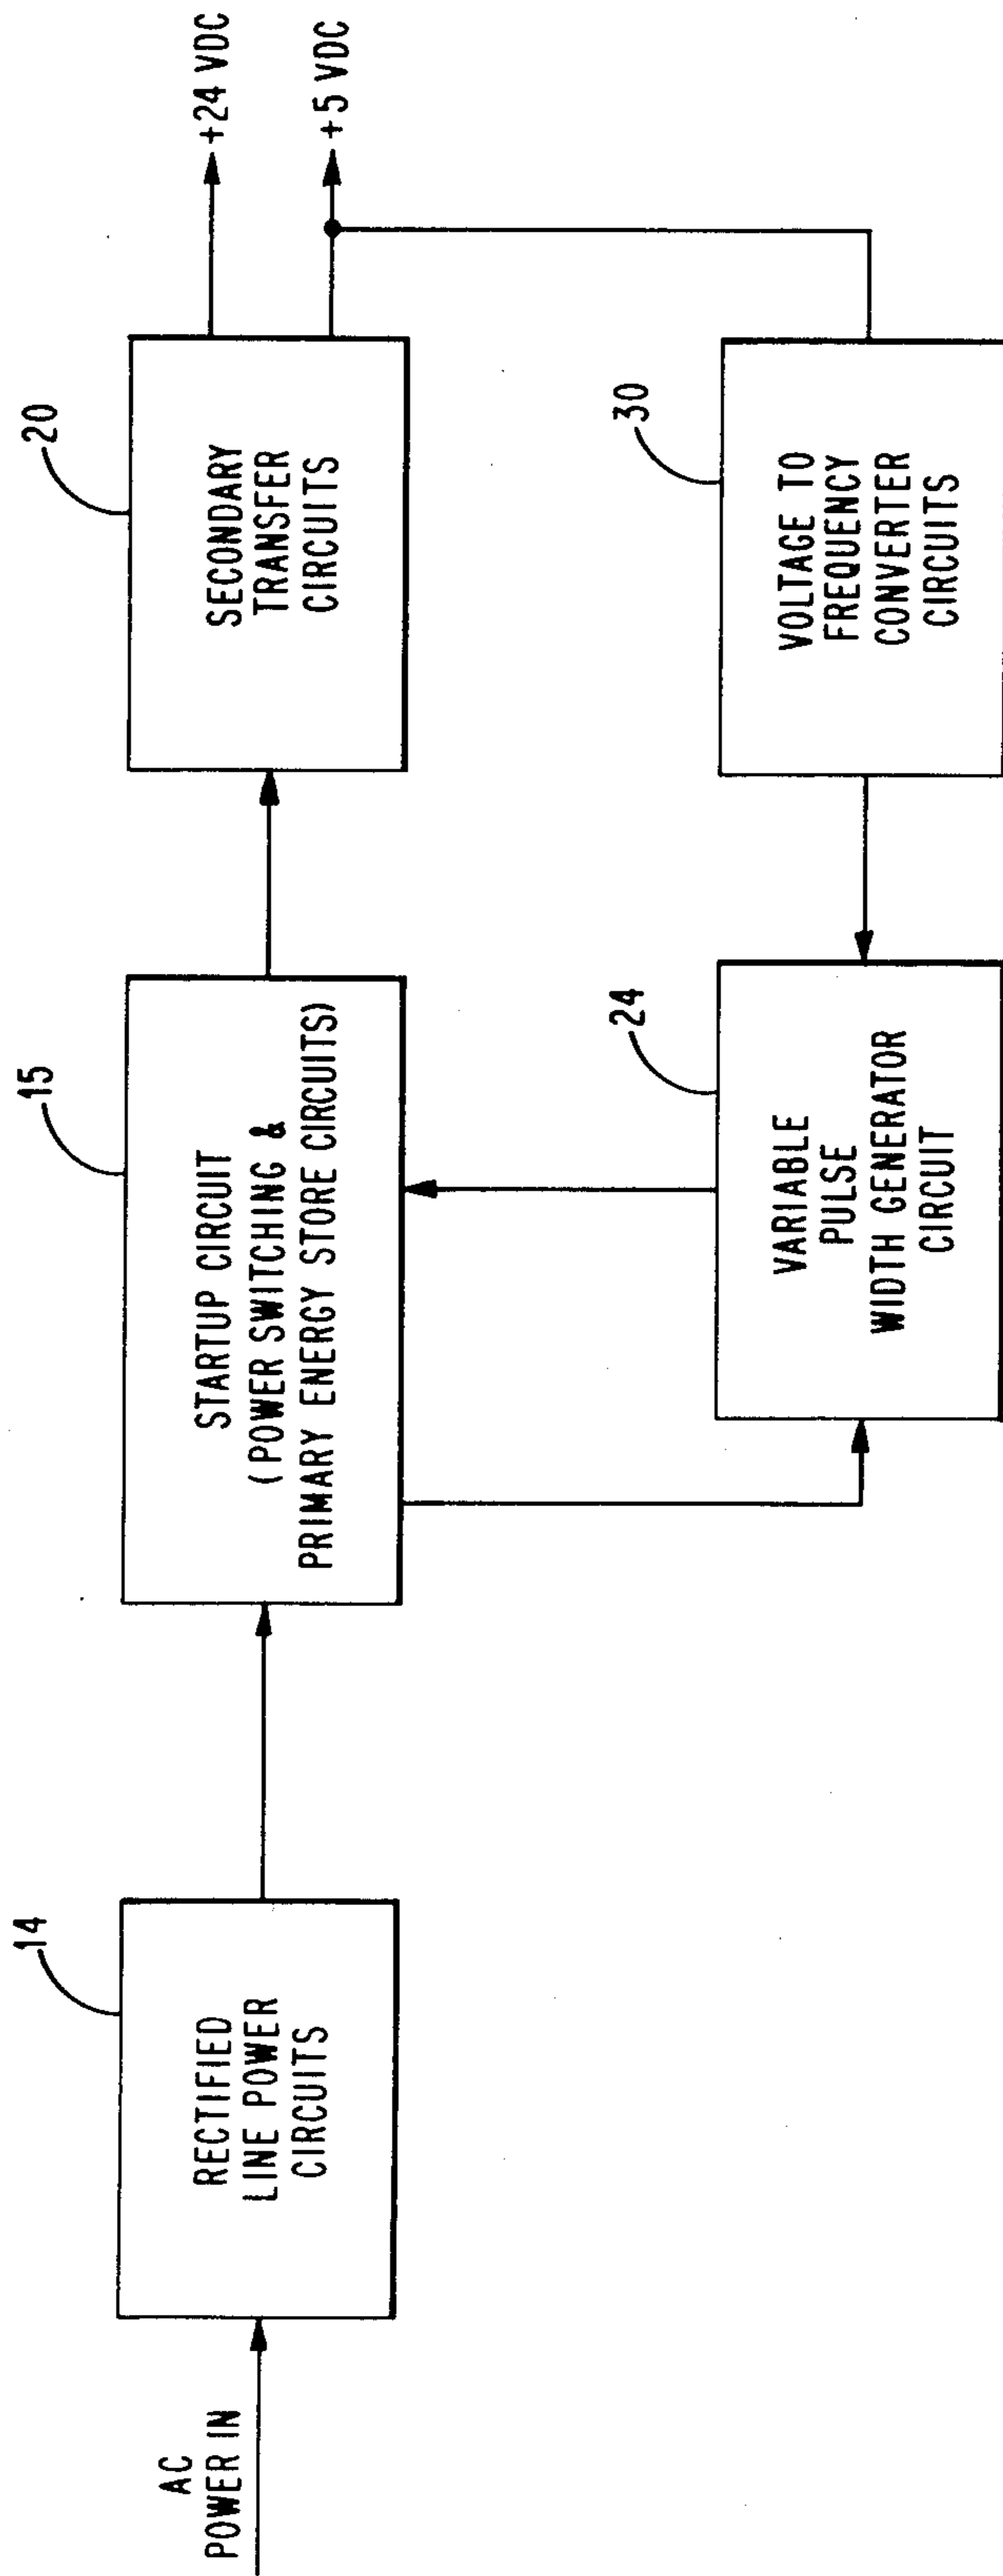 AC
POWER IN
14
RECTIFIED
LINE POWER
CIRCUITS
15
STARTUP CIRCUIT
(POWER SWITCHING &
PRIMARY ENERGY STORE CIRCUITS)
20
SECONDARY
TRANSFER
CIRCUITS
+24 VDC
+5 VDC
24
VARIABLE
PULSE
WIDTH GENERATOR
CIRCUIT
30
VOLTAGE TO
FREQUENCY
CONVERTER
CIRCUITS